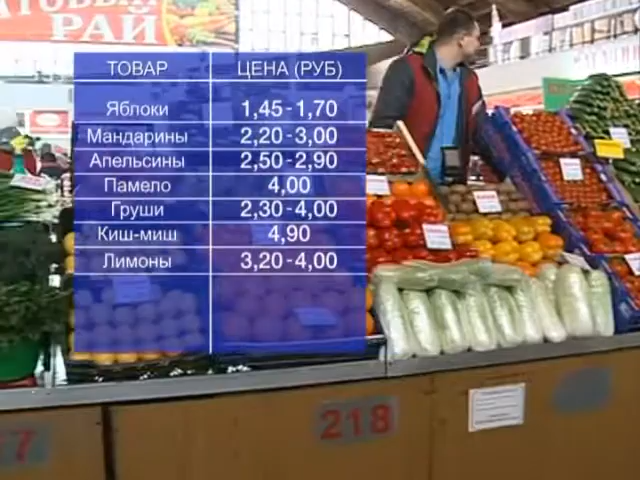 АТОВЫЙ
РАЙ
ТОВАР ЦЕНА (РУБ)
Яблоки 1,45-1,70
Мандарины 2,20-3,00
Апельсины 2,50-2,90
Памело 4,00
Груши 2,30-4,00
Киш-миш 4,90
Лимоны 3,20-4,00
218
7